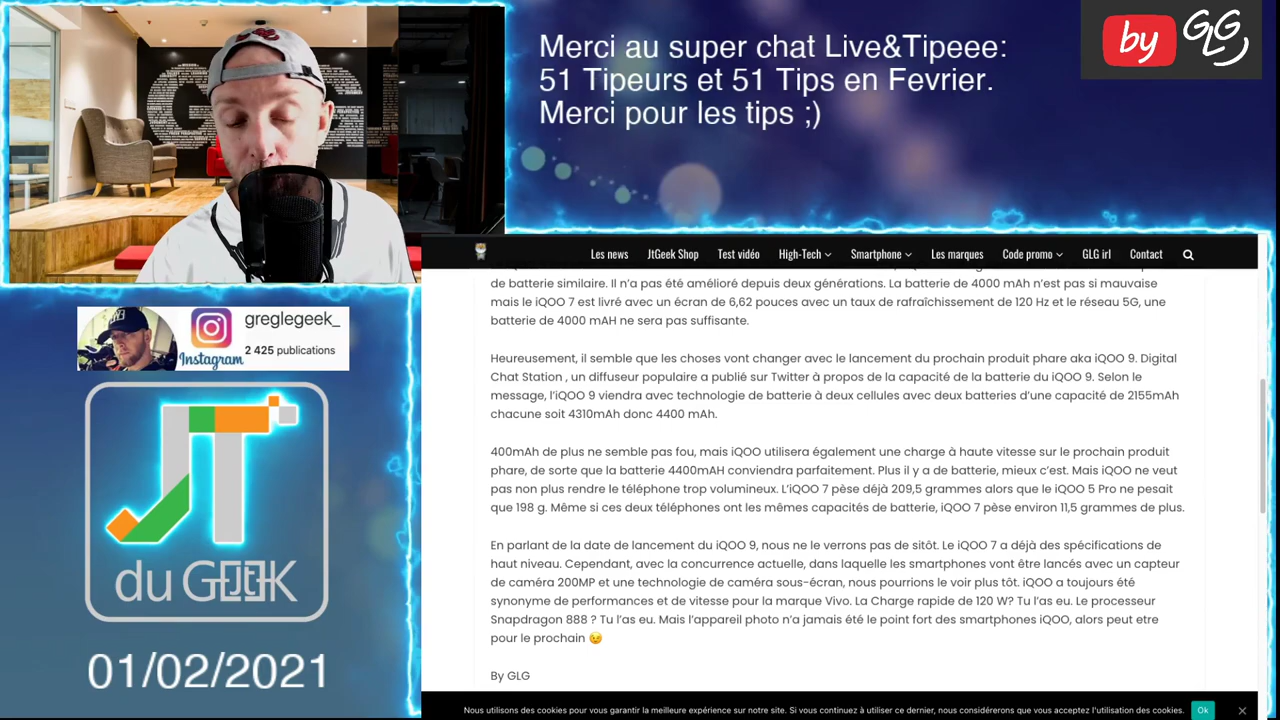 Merci au super chat Live&Tipeee:
51 Tipeurs et 51 Tips en Fevrier.
Merci pour les tips ;)
by GLG
Les news JtGeek Shop Test vidéo High-Tech Smartphone Les marques Code promo GLG irl Contact
de batterie similaire. Il n'a pas été amélioré depuis deux générations. La batterie de 4000 mAh n'est pas si mauvaise
mais le iQOO 7 est livré avec un écran de 6,62 pouces avec un taux de rafraîchissement de 120 Hz et le réseau 5G, une
batterie de 4000 mAH ne sera pas suffisante.
Heureusement, il semble que les choses vont changer avec le lancement du prochain produit phare aka iQOO 9. Digital
Chat Station , un diffuseur populaire a publié sur Twitter à propos de la capacité de la batterie du iQOO 9. Selon le
message, l'iQOO 9 viendra avec technologie de batterie à deux cellules avec deux batteries d'une capacité de 2155mAh
chacune soit 4310mAh donc 4400 mAh.
400mAh de plus ne semble pas fou, mais iQOO utilisera également une charge à haute vitesse sur le prochain produit
phare, de sorte que la batterie 4400mAH conviendra parfaitement. Plus il y a de batterie, mieux c'est. Mais iQOO ne veut
pas non plus rendre le téléphone trop volumineux. L'iQOO 7 pèse déjà 209,5 grammes alors que le iQOO 5 Pro ne pesait
que 198 g. Même si ces deux téléphones ont les mêmes capacités de batterie, iQOO 7 pèse environ 11,5 grammes de plus.
En parlant de la date de lancement du iQOO 9, nous ne le verrons pas de sitôt. Le iQOO 7 a déjà des spécifications de
haut niveau. Cependant, avec la concurrence actuelle, dans laquelle les smartphones vont être lancés avec un capteur
de caméra 200MP et une technologie de caméra sous-écran, nous pourrions le voir plus tôt. iQOO a toujours été
synonyme de performances et de vitesse pour la marque Vivo. La Charge rapide de 120 W? Tu l'as eu. Le processeur
Snapdragon 888 ? Tu l'as eu. Mais l'appareil photo n'a jamais été le point fort des smartphones iQOO, alors peut etre
pour le prochain 😉
By GLG
Nous utilisons des cookies pour vous garantir la meilleure expérience sur notre site. Si vous continuez à utiliser ce dernier, nous considérerons que vous acceptez l'utilisation des cookies. Ok
greglegeek_
2 425 publications
Instagram
JT
du GEEK
01/02/2021